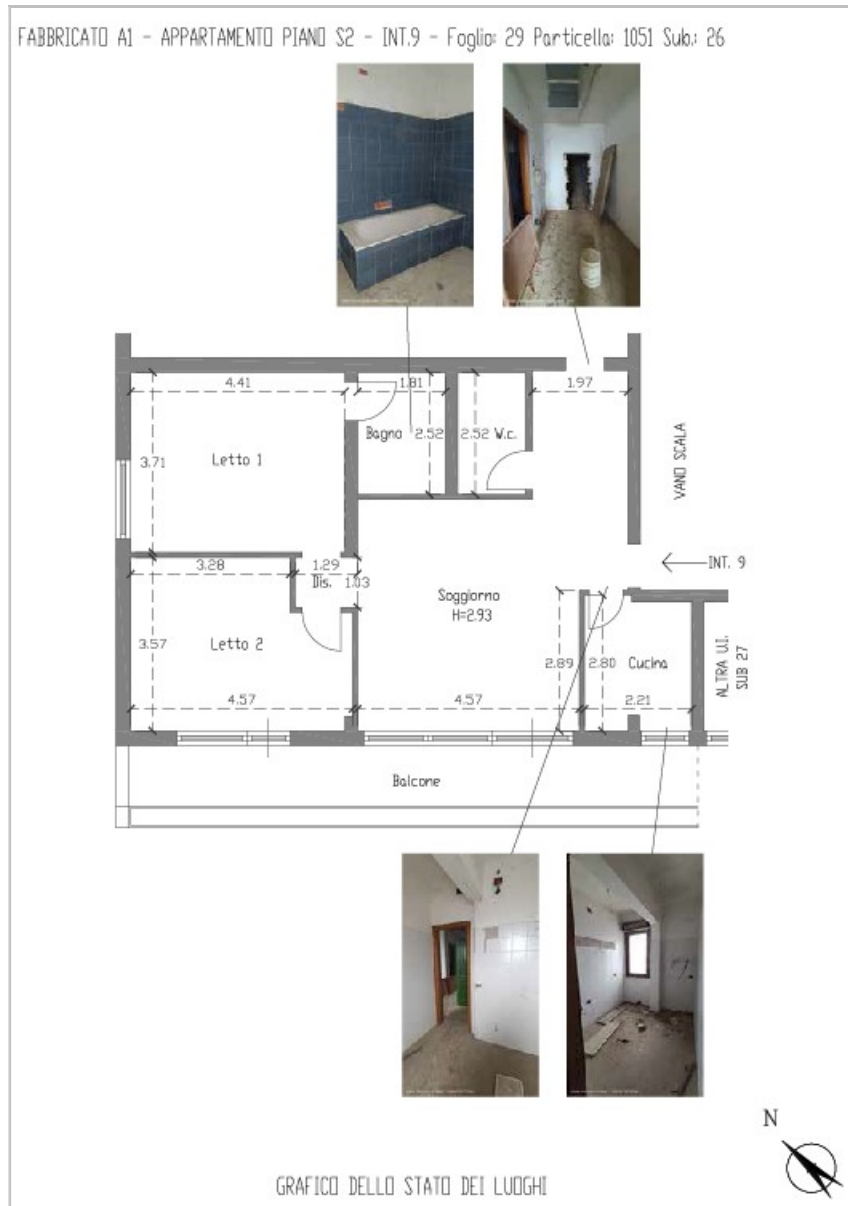 FABBRICATO A1 - APPARTAMENTO PIANO S2 - INT.9 - Foglio: 29 Particella: 1051 Sub.: 26
4.41
1.81
1.97
Bagno
2.52
2.52
W.c.
Letto 1
3.71
VANO SCALA
3.28
1.29
Dis.
1.03
INT. 9
Soggiorno
H=2.93
Letto 2
3.57
2.89
2.80
Cucina
ALTRA U.I.
SUB 27
4.57
4.57
2.21
Balcone
N
GRAFICO DELLO STATO DEI LUOGHI